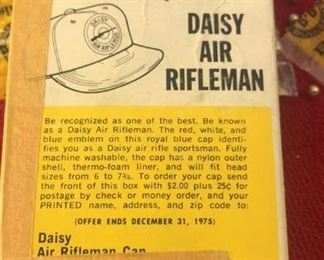 DAISY
AIR RIFLEMAN
DAISY
AIR
RIFLEMAN
Be recognized as one of the best. Be known
as a Daisy Air Rifleman. The red, white, and
blue emblem on this royal blue cap identi-
fies you as a Daisy air rifle sportsman. Fully
machine washable, the cap has a nylon outer
shell, thermo-foam liner, and will fit head
sizes from 6 to 7¾. To order your cap send
the front of this box with $2.00 plus 25¢ for
postage by check or money order, and your
PRINTED name, address, and zip code to:
(OFFER ENDS DECEMBER 31, 1975)
Daisy
Air Rifleman Cap